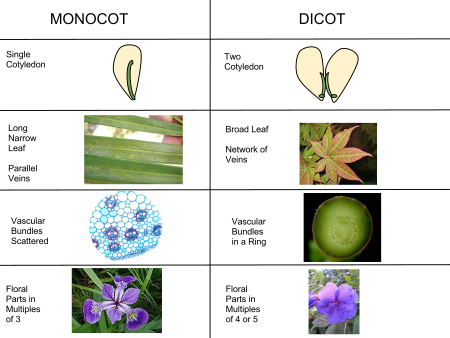 MONOCOT
DICOT
Single
Cotyledon
Two
Cotyledon
Long
Narrow
Leaf
Parallel
Veins
Broad Leaf
Network of
Veins
Vascular
Bundles
Scattered
Vascular
Bundles
in a Ring
Floral
Parts in
Multiples
of 3
Floral
Parts in
Multiples
of 4 or 5